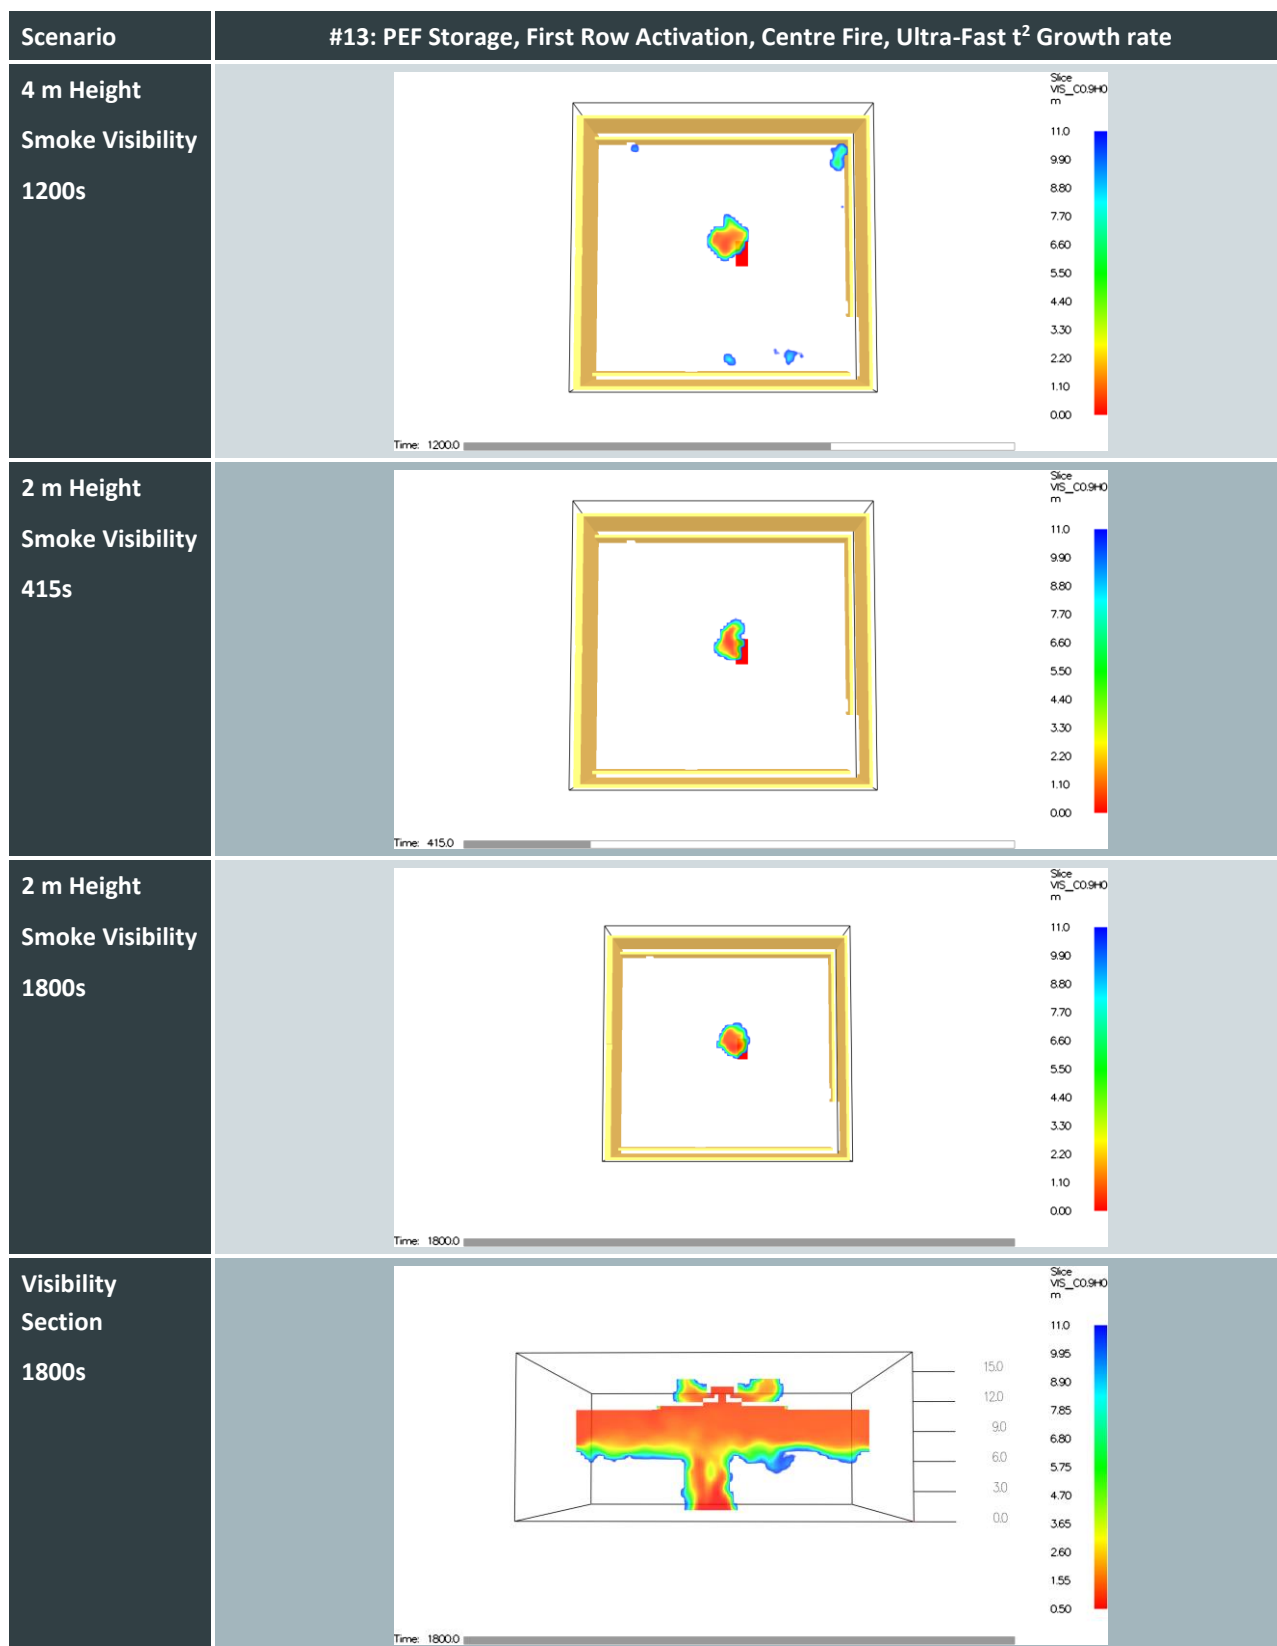 Scenario
#13: PEF Storage, First Row Activation, Centre Fire, Ultra-Fast t² Growth rate
4 m Height
Smoke Visibility
1200s
Slice
VIS_C0.9H0
m
11.0
9.90
8.80
7.70
6.60
5.50
4.40
3.30
2.20
1.10
0.00
Time: 1200.0
2 m Height
Smoke Visibility
415s
Slice
VIS_C0.9H0
m
11.0
9.90
8.80
7.70
6.60
5.50
4.40
3.30
2.20
1.10
0.00
Time: 415.0
2 m Height
Smoke Visibility
1800s
Slice
VIS_C0.9H0
m
11.0
9.90
8.80
7.70
6.60
5.50
4.40
3.30
2.20
1.10
0.00
Time: 1800.0
Visibility
Section
1800s
15.0
12.0
9.0
6.0
3.0
0.0
Slice
VIS_C0.9H0
m
11.0
9.95
8.90
7.85
6.80
5.75
4.70
3.65
2.60
1.55
0.50
Time: 1800.0